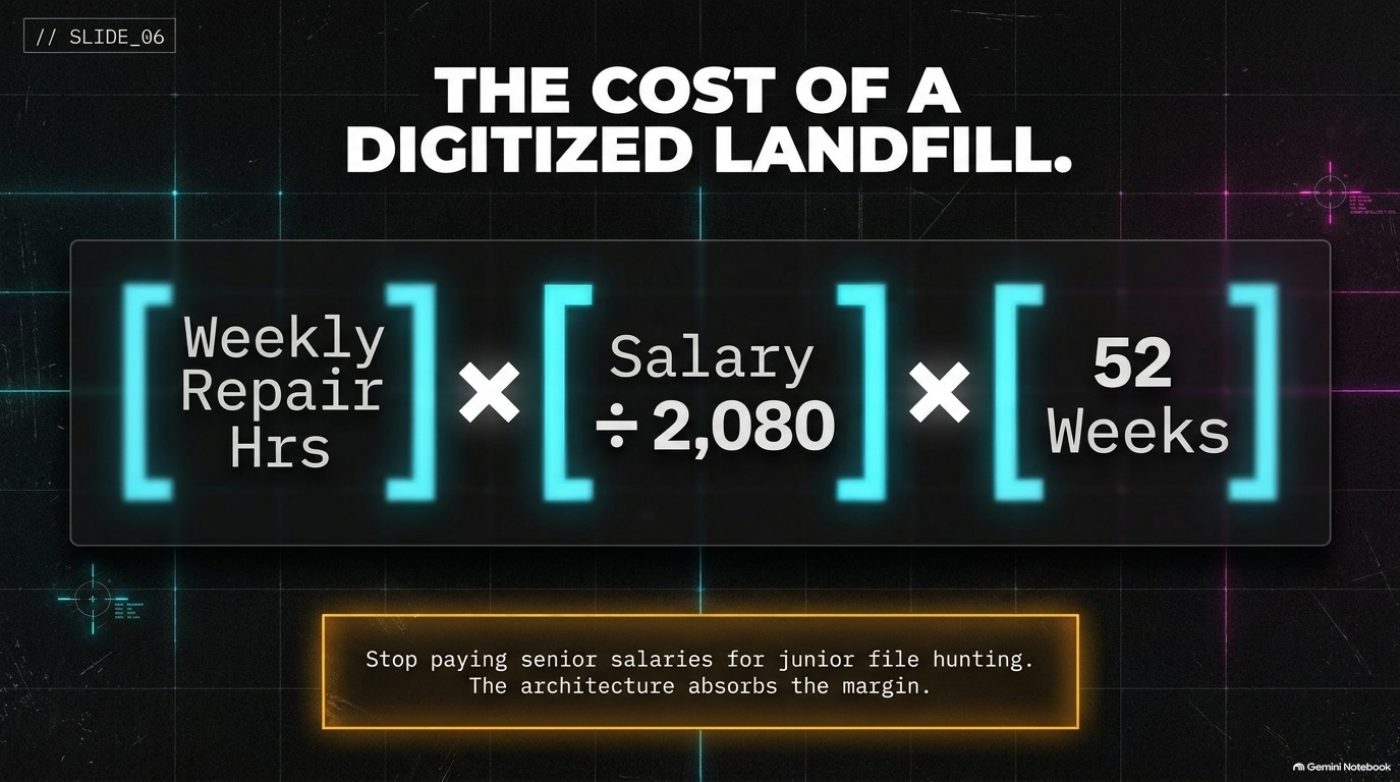 // SLIDE_06
THE COST OF A
DIGITIZED LANDFILL.
[Weekly
Repair
Hrs]
×
[Salary
÷ 2,080]
×
[52
Weeks]
Stop paying senior salaries for junior file hunting.
The architecture absorbs the margin.
Gemini Notebook